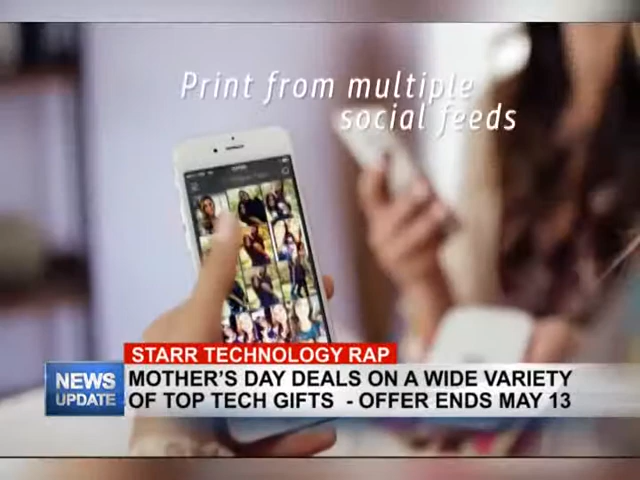 Print from multiple
social feeds
STARR TECHNOLOGY RAP
NEWS
UPDATE
MOTHER'S DAY DEALS ON A WIDE VARIETY
OF TOP TECH GIFTS - OFFER ENDS MAY 13